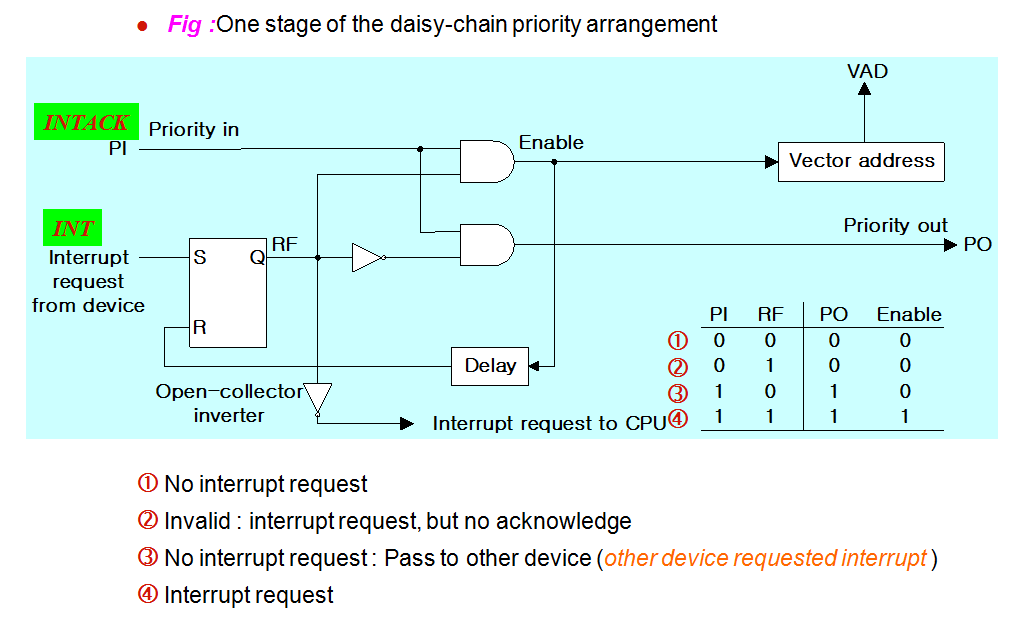 • Fig :One stage of the daisy-chain priority arrangement
VAD
INTACK
Priority in
PI
Enable
Vector address
INT
Priority out
PO
Interrupt
request
from device
S
Q
RF
R
Delay
Open-collector
inverter
Interrupt request to CPU
PI RF PO Enable
① 0 0 0 0
② 0 1 0 0
③ 1 0 1 0
④ 1 1 1 1
① No interrupt request
② Invalid : interrupt request, but no acknowledge
③ No interrupt request : Pass to other device (other device requested interrupt )
④ Interrupt request